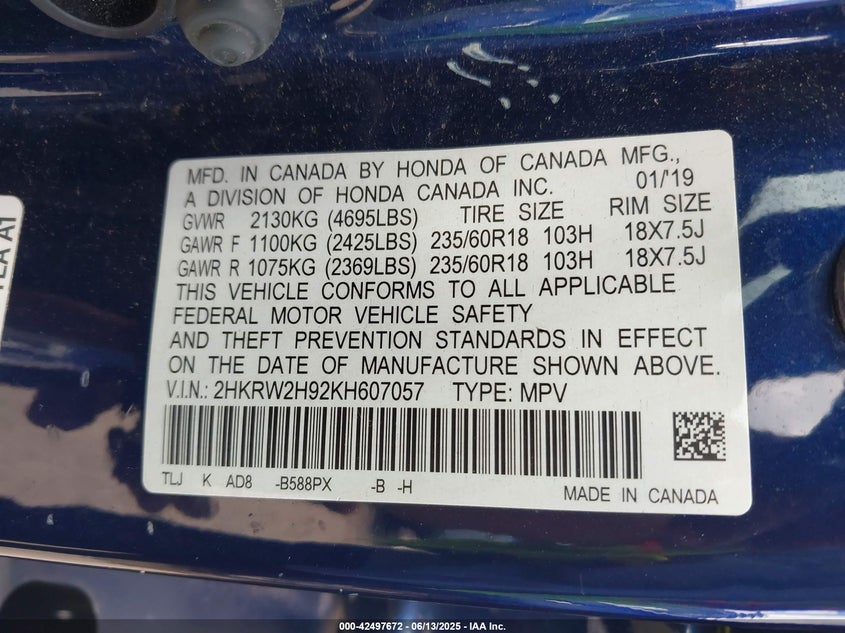 MFD. IN CANADA BY HONDA OF CANADA MFG.,
A DIVISION OF HONDA CANADA INC. 01/'19
GVWR 2130KG (4695LBS) TIRE SIZE RIM SIZE
GAWR F 1100KG (2425LBS) 235/60R18 103H 18X7.5J
GAWR R 1075KG (2369LBS) 235/60R18 103H 18X7.5J
THIS VEHICLE CONFORMS TO ALL APPLICABLE
FEDERAL MOTOR VEHICLE SAFETY
AND THEFT PREVENTION STANDARDS IN EFFECT
ON THE DATE OF MANUFACTURE SHOWN ABOVE.
V.I.N.: 2HKRW2H92KH607057 TYPE: MPV
TLJ K AD8 -B588PX -B -H
MADE IN CANADA
TLA A1
000-42497672 - 06/13/2025 - IAA Inc.